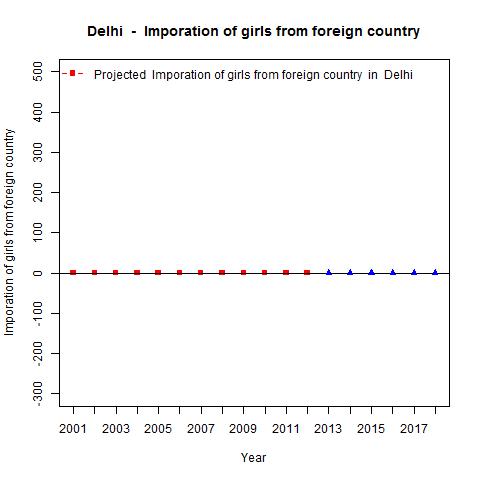 Delhi - Imporation of girls from foreign country
Projected Imporation of girls from foreign country in Delhi
Imporation of girls from foreign country
500
400
300
200
100
0
-100
-200
-300
2001 2003 2005 2007 2009 2011 2013 2015 2017
Year